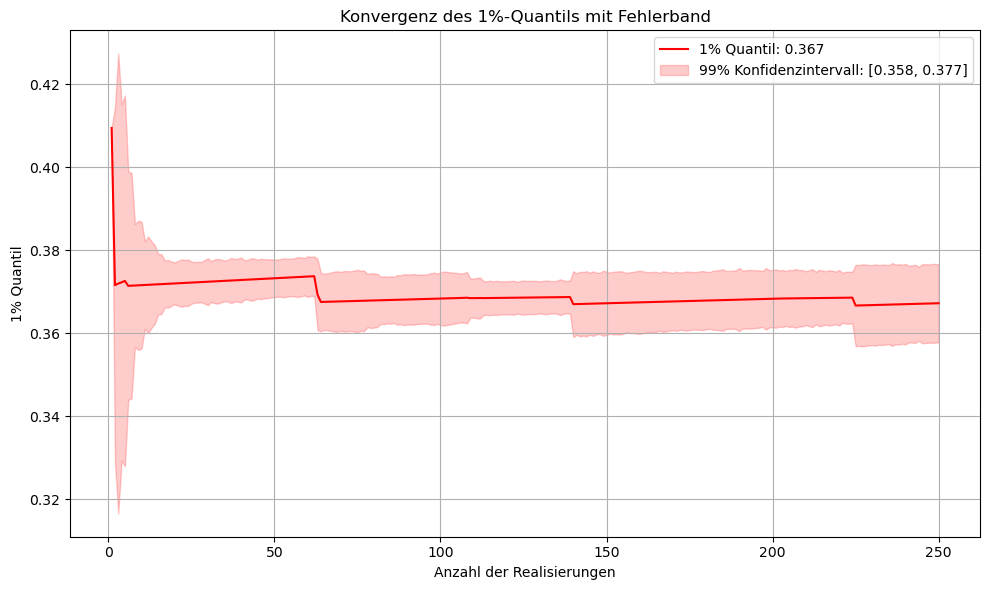 Konvergenz des 1%-Quantils mit Fehlerband
1% Quantil: 0.367
99% Konfidenzintervall: [0.358, 0.377]
1% Quantil
0.42
0.40
0.38
0.36
0.34
0.32
0 50 100 150 200 250
Anzahl der Realisierungen